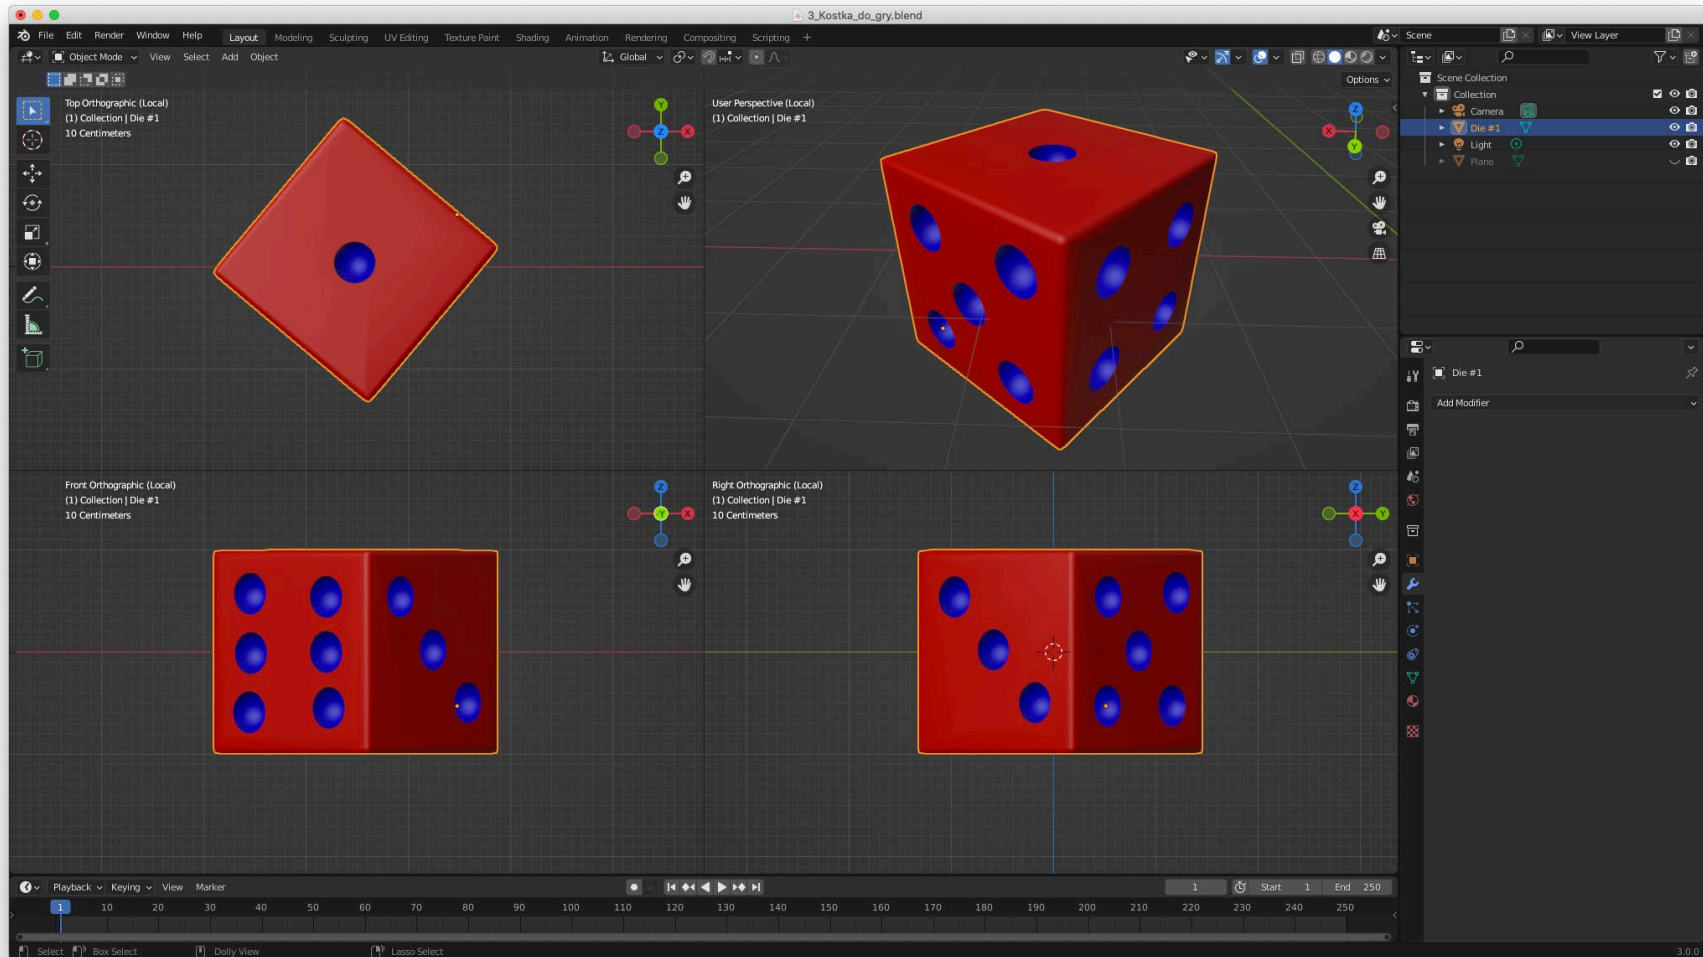 3_Kostka_do_gry.blend
File Edit Render Window Help Layout Modeling Sculpting UV Editing Texture Paint Shading Animation Rendering Compositing Scripting + Scene View Layer
Object Mode View Select Add Object Global
Options
Scene Collection
Collection
Camera
Die #1
Light
Plane
Top Orthographic (Local)
(1) Collection | Die #1
10 Centimeters
Y
Z X
User Perspective (Local)
(1) Collection | Die #1
Z
X
Y
Die #1
Add Modifier
Front Orthographic (Local)
(1) Collection | Die #1
10 Centimeters
Z
-Y X
Right Orthographic (Local)
(1) Collection | Die #1
10 Centimeters
Z
X Y
Playback Keying View Marker 1 Start 1 End 250
1 10 20 30 40 50 60 70 80 90 100 110 120 130 140 150 160 170 180 190 200 210 220 230 240 250
Select Box Select Dolly View Lasso Select 3.0.0